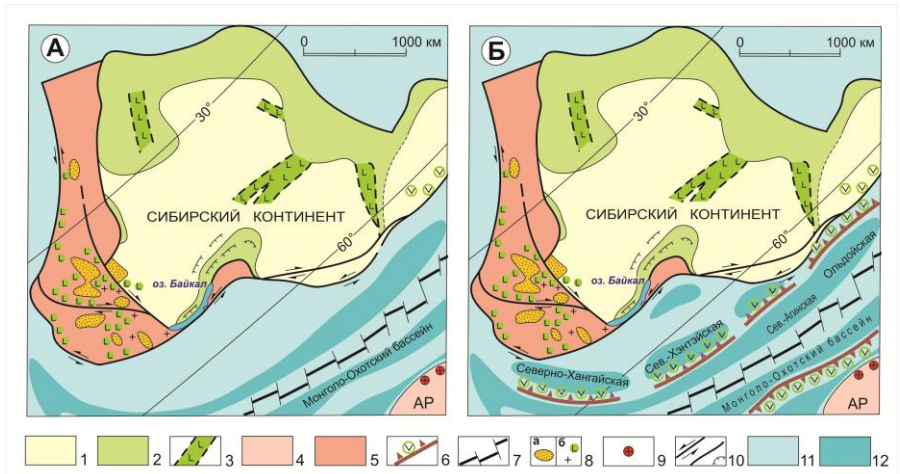 А
0 1000 км
30°
СИБИРСКИЙ КОНТИНЕНТ
60°
оз. Байкал
Монголо-Охотский бассейн
АР
Б
0 1000 км
30°
СИБИРСКИЙ КОНТИНЕНТ
60°
оз. Байкал
Ольдойская
Сев.-Агинская
Сев.-Хэнтэйская
Северно-Хангайская
Монголо-Охотский бассейн
АР
1 2 3 4 5 6 7 а б 8 9 10 11 12